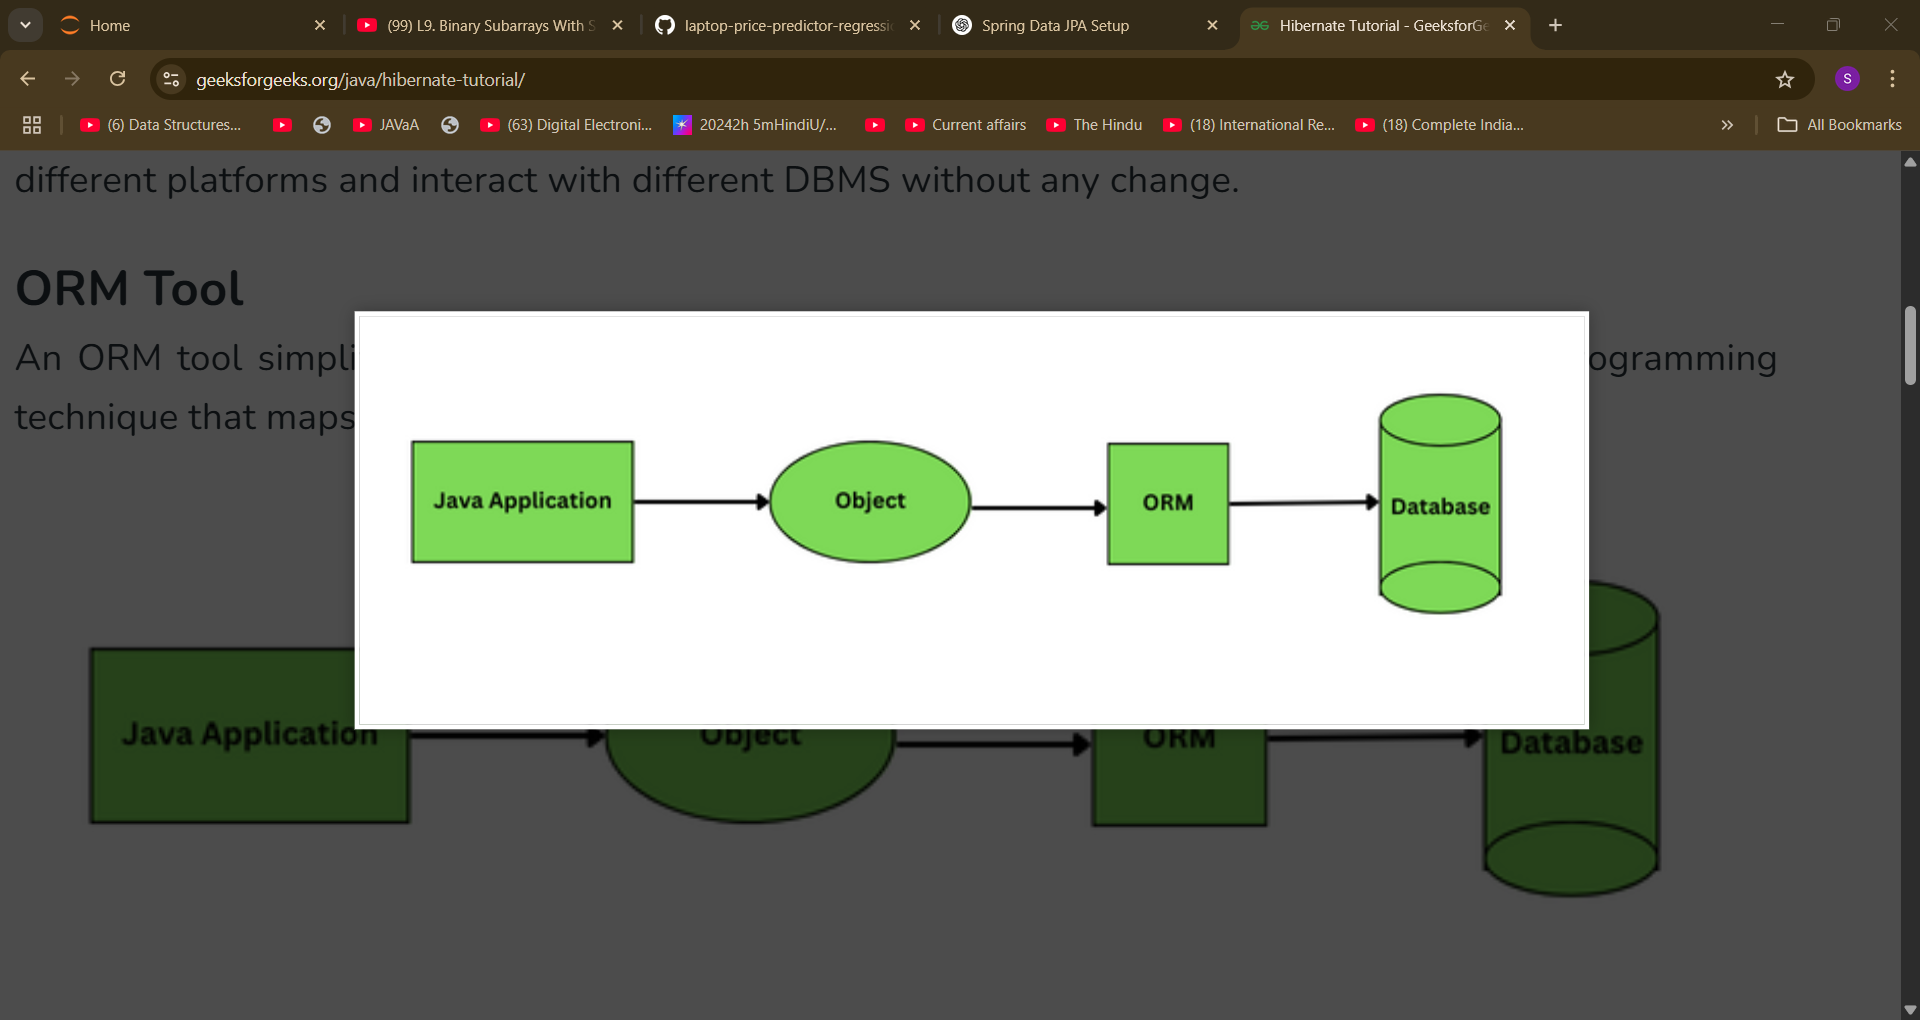 Home
(99) L9. Binary Subarrays With S
laptop-price-predictor-regressi
Spring Data JPA Setup
Hibernate Tutorial - GeeksforGe
geeksforgeeks.org/java/hibernate-tutorial/
S
(6) Data Structures...
JAVaA
(63) Digital Electroni...
20242h 5mHindiU/...
Current affairs
The Hindu
(18) International Re...
(18) Complete India...
All Bookmarks
different platforms and interact with different DBMS without any change.
ORM Tool
An ORM tool simpli
ogramming
technique that maps
Java Application
Object
ORM
Database
Java Application
Object
ORM
Database